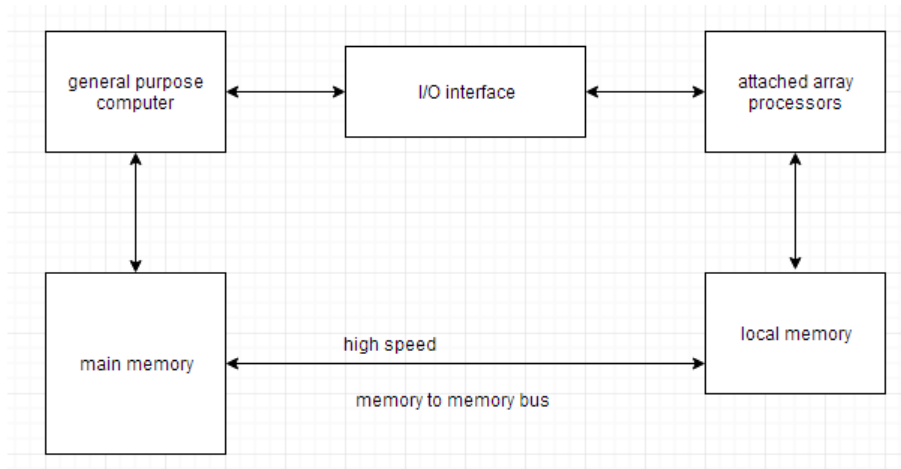 general purpose
computer
I/O interface
attached array
processors
main memory
high speed
memory to memory bus
local memory